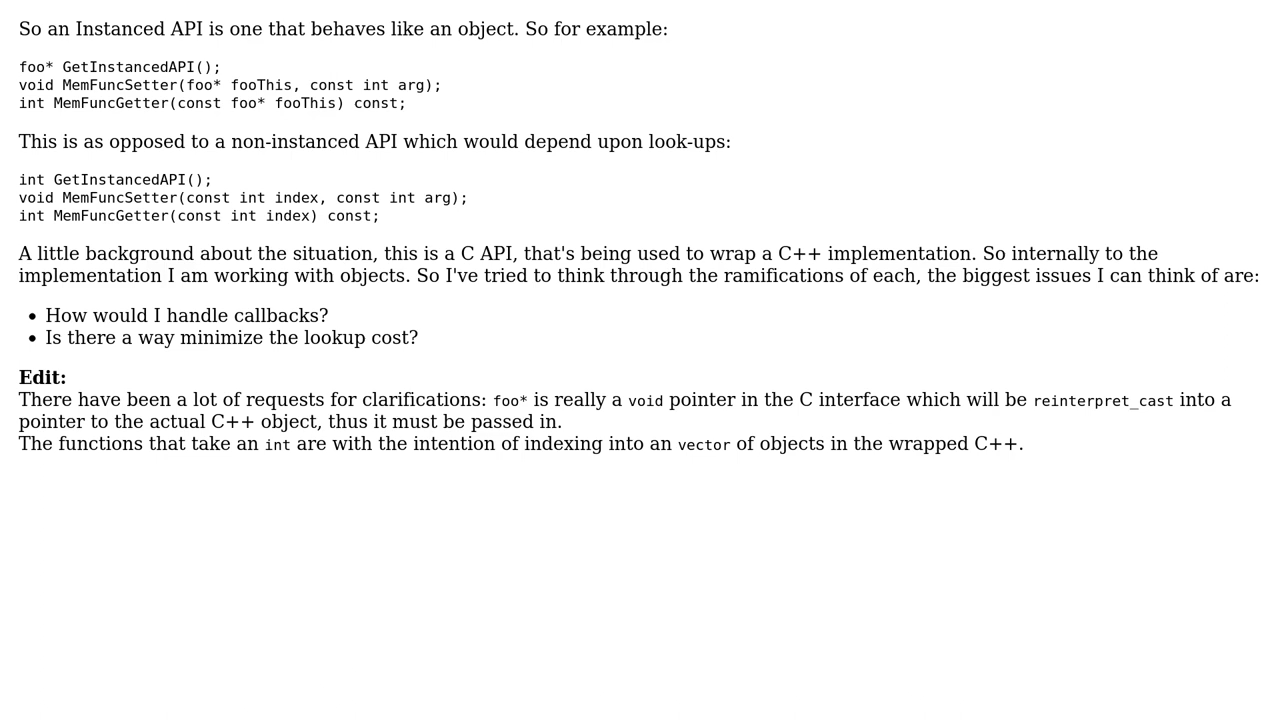 So an Instanced API is one that behaves like an object. So for example:
foo* GetInstancedAPI();
void MemFuncSetter(foo* fooThis, const int arg);
int MemFuncGetter(const foo* fooThis) const;
This is as opposed to a non-instanced API which would depend upon look-ups:
int GetInstancedAPI();
void MemFuncSetter(const int index, const int arg);
int MemFuncGetter(const int index) const;
A little background about the situation, this is a C API, that's being used to wrap a C++ implementation. So internally to the
implementation I am working with objects. So I've tried to think through the ramifications of each, the biggest issues I can think of are:
• How would I handle callbacks?
• Is there a way minimize the lookup cost?
Edit:
There have been a lot of requests for clarifications: foo* is really a void pointer in the C interface which will be reinterpret_cast into a
pointer to the actual C++ object, thus it must be passed in.
The functions that take an int are with the intention of indexing into an vector of objects in the wrapped C++.